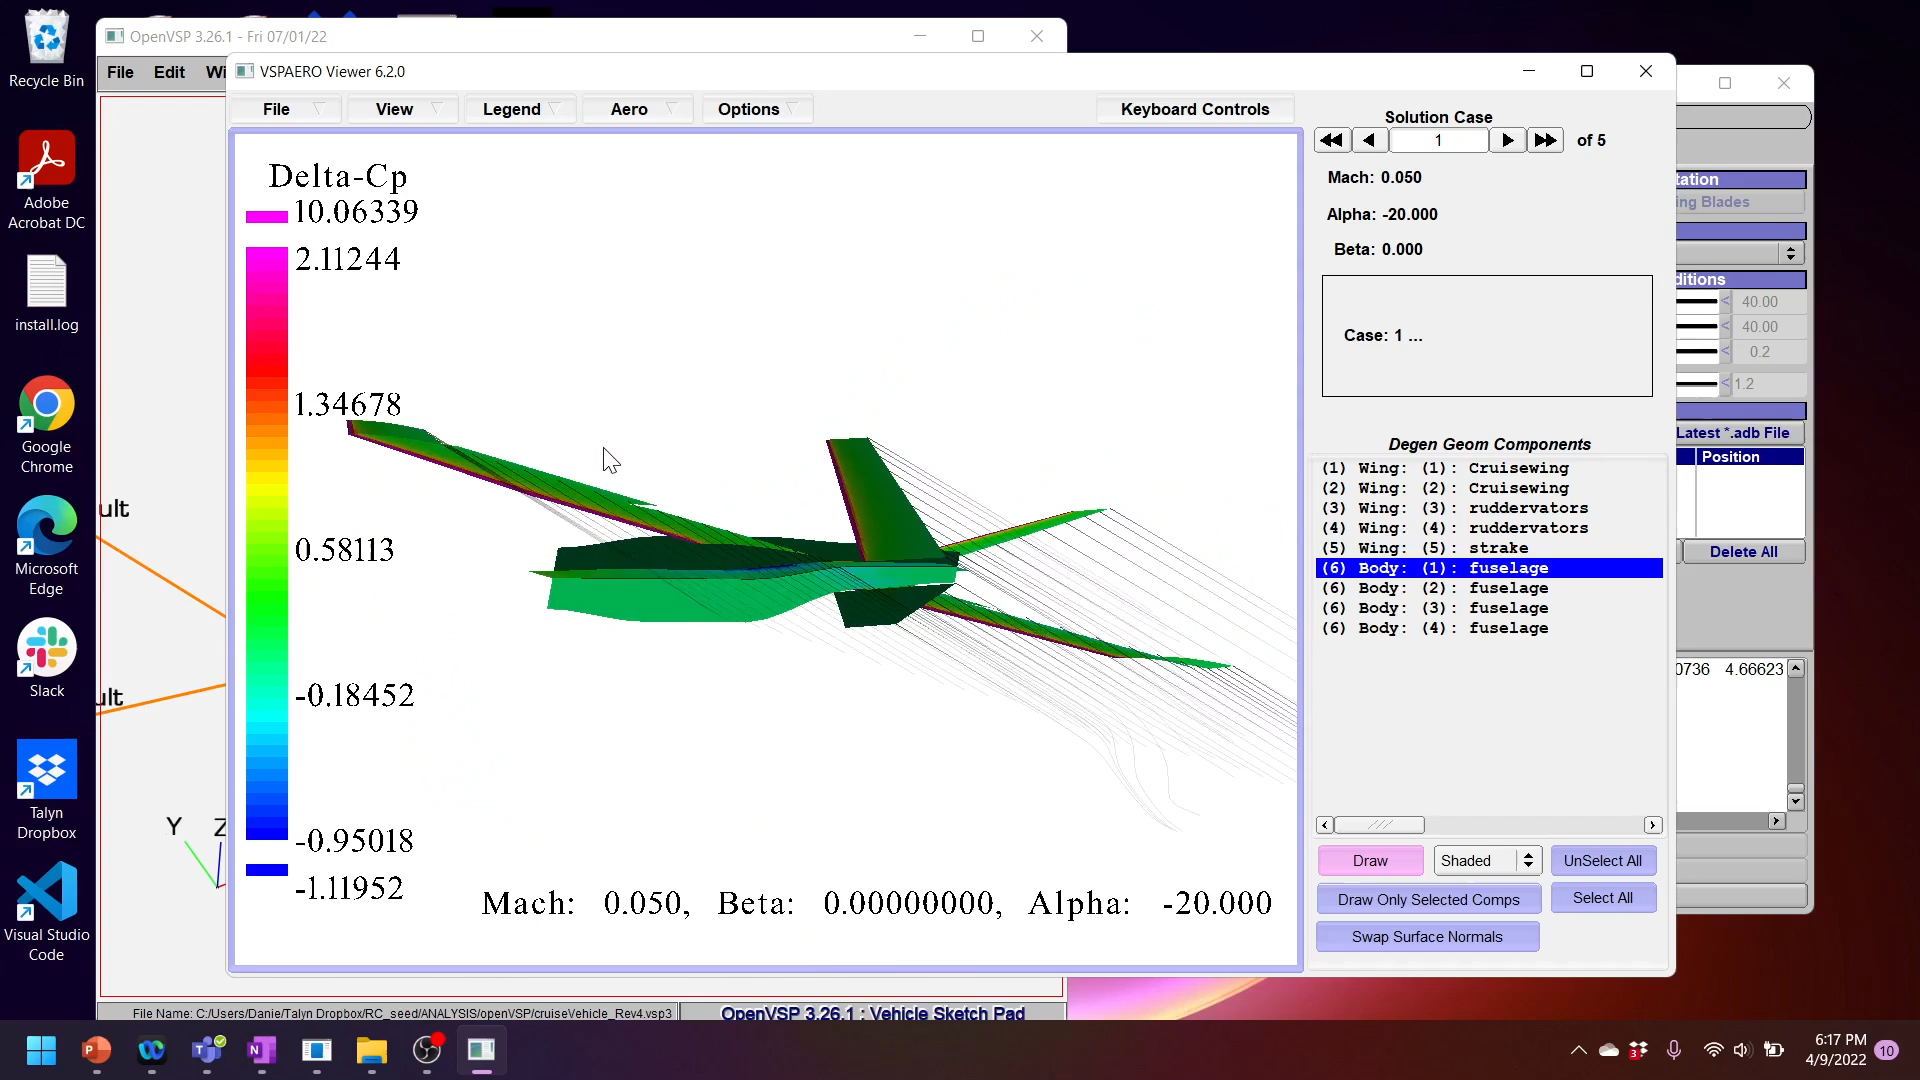 Recycle Bin
Adobe
Acrobat DC
install.log
Google
Chrome
Microsoft
Edge
Slack
Talyn
Dropbox
Visual Studio
Code
OpenVSP 3.26.1 - Fri 07/01/22
File Edit Wi
VSPAERO Viewer 6.2.0
File View Legend Aero Options Keyboard Controls
Delta-Cp
10.06339
2.11244
1.34678
0.58113
-0.18452
-0.95018
-1.11952
Mach: 0.050, Beta: 0.00000000, Alpha: -20.000
Solution Case
1 of 5
Mach: 0.050
Alpha: -20.000
Beta: 0.000
Case: 1 ...
Degen Geom Components
(1) Wing: (1): Cruisewing
(2) Wing: (2): Cruisewing
(3) Wing: (3): ruddervators
(4) Wing: (4): ruddervators
(5) Wing: (5): strake
(6) Body: (1): fuselage
(6) Body: (2): fuselage
(6) Body: (3): fuselage
(6) Body: (4): fuselage
Draw Shaded UnSelect All
Draw Only Selected Comps Select All
Swap Surface Normals
tation
ing Blades
ditions
40.00
40.00
0.2
1.2
Latest *.adb File
Position
Delete All
0736 4.66623
ult
ult
Y Z
File Name: C:/Users/Danie/Talyn Dropbox/RC_seed/ANALYSIS/openVSP/cruiseVehicle_Rev4.vsp3
OpenVSP 3.26.1 : Vehicle Sketch Pad
6:17 PM
4/9/2022
10
3